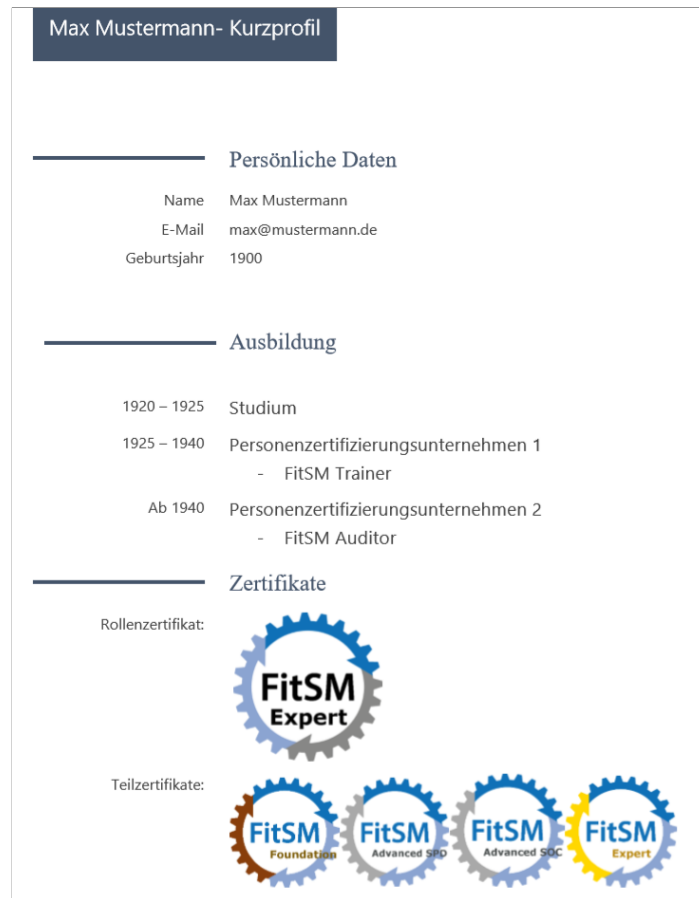 Max Mustermann- Kurzprofil
Persönliche Daten
Name Max Mustermann
E-Mail max@mustermann.de
Geburtsjahr 1900
Ausbildung
1920 – 1925 Studium
1925 – 1940 Personenzertifizierungsunternehmen 1
- FitSM Trainer
Ab 1940 Personenzertifizierungsunternehmen 2
- FitSM Auditor
Zertifikate
Rollenzertifikat:
FitSM
Expert
Teilzertifikate:
FitSM FitSM FitSM FitSM
Foundation Advanced SPD Advanced SOC Expert